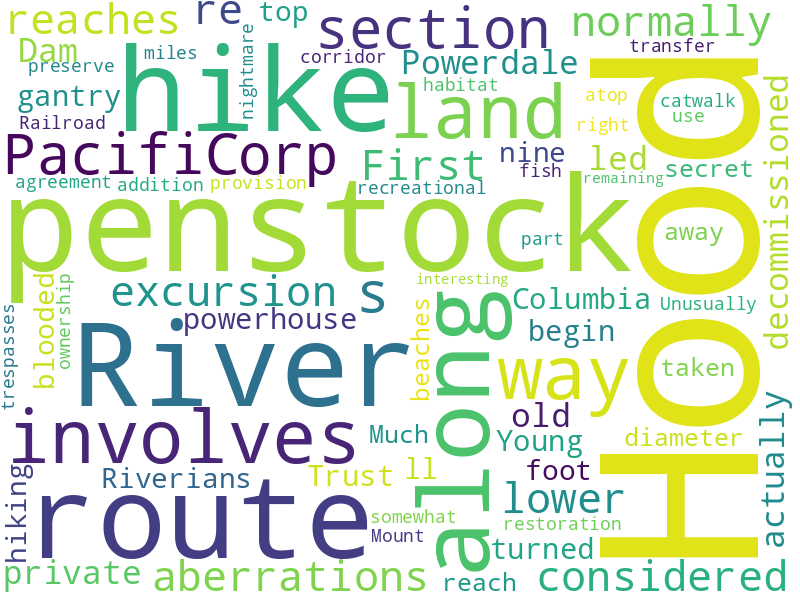 reaches
re
top
section
normally
Dam
miles
nightmare
corridor
transfer
preserve
hike
Powerdale
habitat
gantry
land
atop
catwalk
Railroad
right
use
PacifiCorp
First
nine
led
secret
fish
agreement
addition
provision
recreational
remaining
decommissioned
penstock
Hood
part
away
blooded
ownership
excursion
s
interesting
Columbia
Unusually
trespasses
powerhouse
beaches
begin
River
along
way
taken
involves
old
Much
Young
diameter
actually
hiking
Riverians
Trust
ll
foot
route
lower
somewhat
restoration
Mount
turned
private
aberrations
reach
considered